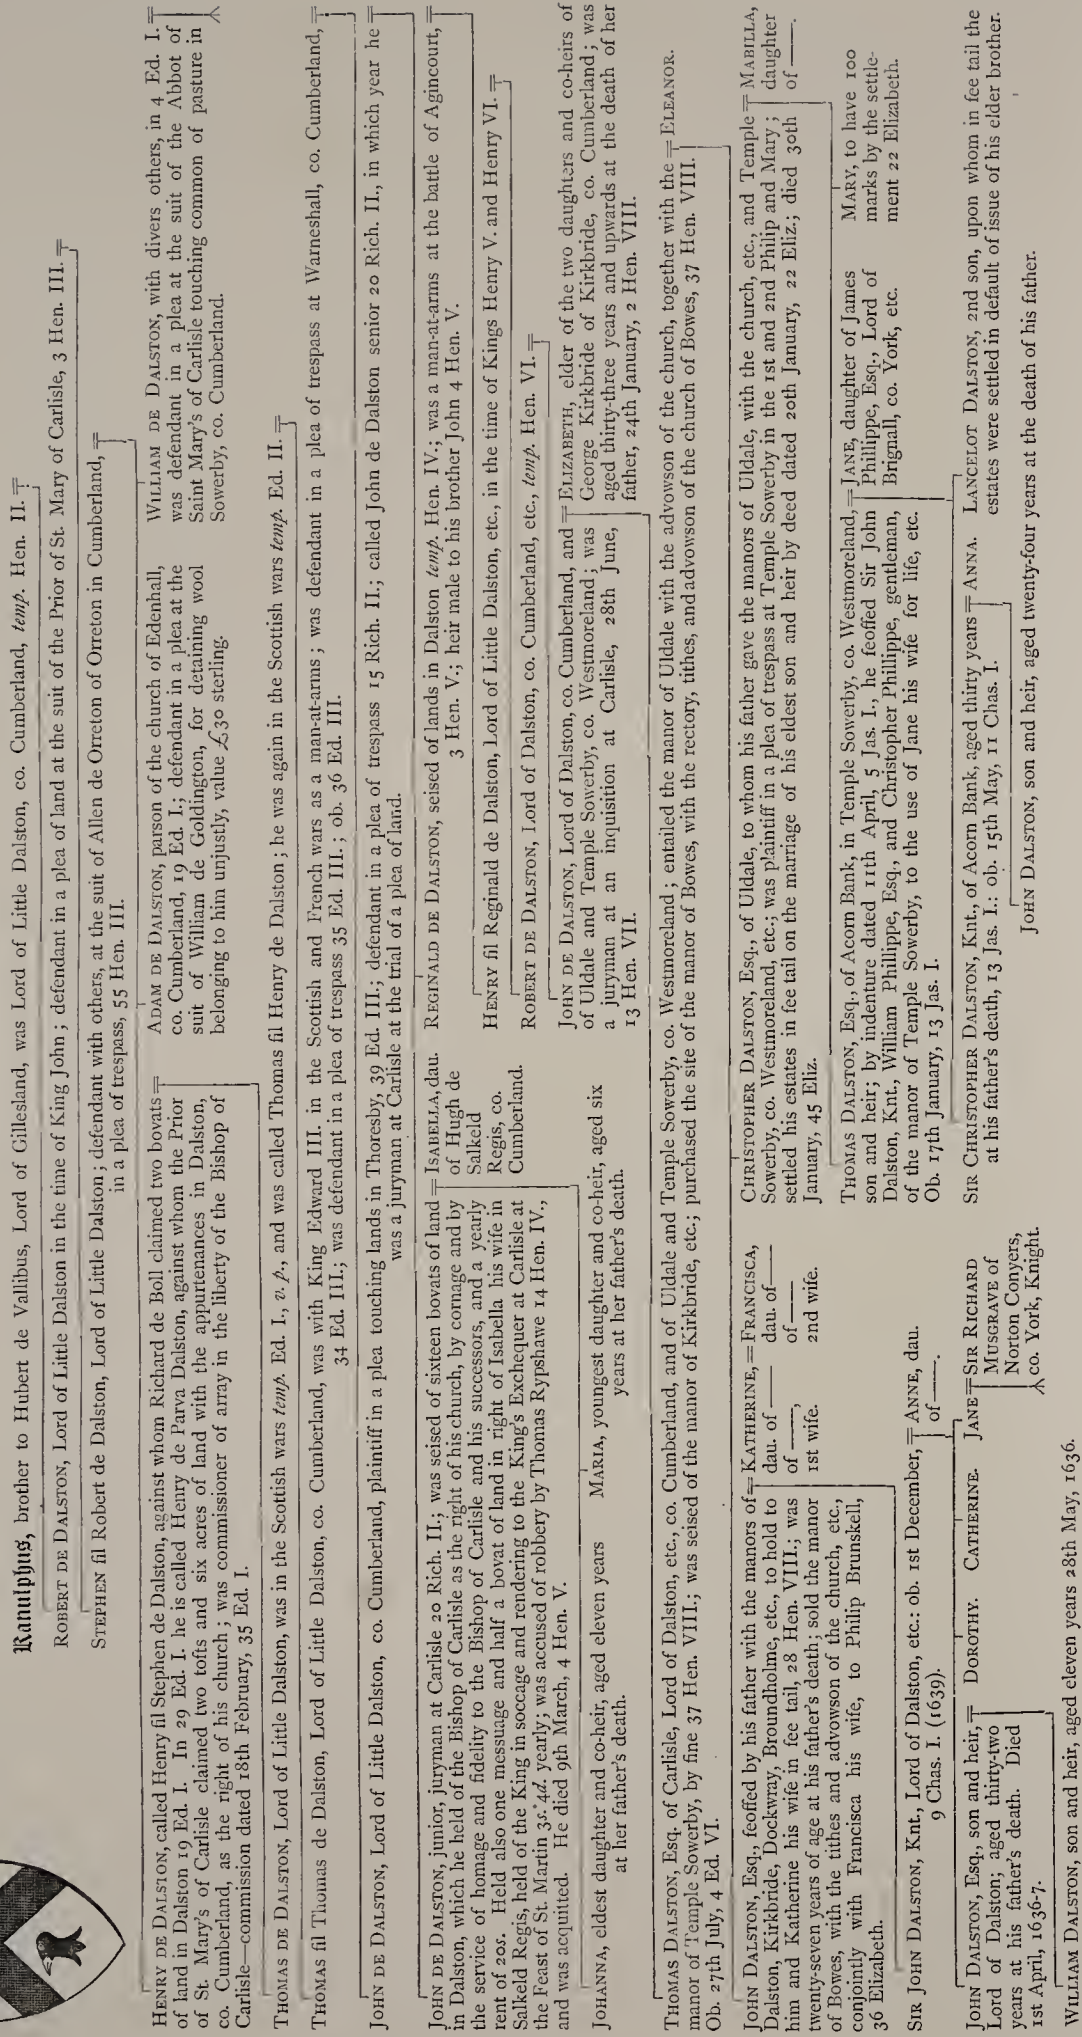 Ranulphus, brother to Hubert de Vallibus, Lord of Gillesland, was Lord of Little Dalston, co. Cumberland, temp. Hen. II.
ROBERT DE DALSTON, Lord of Little Dalston in the time of King John ; defendant in a plea of land at the suit of the Prior of St. Mary of Carlisle, 3 Hen. III.
STEPHEN fil Robert de Dalston, Lord of Little Dalston ; defendant with others, at the suit of Allen de Orreton of Orreton in Cumberland,
in a plea of trespass, 55 Hen. III.
HENRY DE DALSTON, called Henry fil Stephen de Dalston, against whom Richard de Boll claimed two bovats
of land in Dalston 19 Ed. I. In 29 Ed. I. he is called Henry de Parva Dalston, against whom the Prior
of St. Mary's of Carlisle claimed two tofts and six acres of land with the appurtenances in Dalston,
co. Cumberland, as the right of his church ; was commissioner of array in the liberty of the Bishop of
Carlisle—commission dated 18th February, 35 Ed. I.
ADAM DE DALSTON, parson of the church of Edenhall,
co. Cumberland, 19 Ed. I.; defendant in a plea at the
suit of William de Goldington, for detaining wool
belonging to him unjustly, value £30 sterling.
WILLIAM DE DALSTON, with divers others, in 4 Ed. I.
was defendant in a plea at the suit of the Abbot of
Saint Mary's of Carlisle touching common of pasture in
Sowerby, co. Cumberland.
THOMAS DE DALSTON, Lord of Little Dalston, was in the Scottish wars temp. Ed. I., v. p., and was called Thomas fil Henry de Dalston ; he was again in the Scottish wars temp. Ed. II.
THOMAS fil Thomas de Dalston, Lord of Little Dalston, co. Cumberland, was with King Edward III. in the Scottish and French wars as a man-at-arms ; was defendant in a plea of trespass at Warneshall, co. Cumberland,
34 Ed. III.; was defendant in a plea of trespass 35 Ed. III. ; ob. 36 Ed. III.
JOHN DE DALSTON, Lord of Little Dalston, co. Cumberland, plaintiff in a plea touching lands in Thoresby, 39 Ed. III.; defendant in a plea of trespass 15 Rich. II.; called John de Dalston senior 20 Rich. II., in which year he
was a juryman at Carlisle at the trial of a plea of land.
JOHN DE DALSTON, junior, juryman at Carlisle 20 Rich. II.; was seised of sixteen bovats of land
in Dalston, which he held of the Bishop of Carlisle as the right of his church, by cornage and by
the service of homage and fidelity to the Bishop of Carlisle and his successors, and a yearly
rent of 20s. Held also one messuage and half a bovat of land in right of Isabella his wife in
Salkeld Regis, held of the King in soccage and rendering to the King's Exchequer at Carlisle at
the Feast of St. Martin 3s. 4d. yearly; was accused of robbery by Thomas Rypshawe 14 Hen. IV.,
and was acquitted. He died 9th March, 4 Hen. V.
ISABELLA, dau.
of Hugh de
Salkeld
Regis, co.
Cumberland.
REGINALD DE DALSTON, seised of lands in Dalston temp. Hen. IV.; was a man-at-arms at the battle of Agincourt,
3 Hen. V.; heir male to his brother John 4 Hen. V.
HENRY fil Reginald de Dalston, Lord of Little Dalston, etc., in the time of Kings Henry V. and Henry VI.
ROBERT DE DALSTON, Lord of Dalston, co. Cumberland, etc., temp. Hen. VI.
JOHANNA, eldest daughter and co-heir, aged eleven years
at her father's death.
MARIA, youngest daughter and co-heir, aged six
years at her father's death.
JOHN DE DALSTON, Lord of Dalston, co. Cumberland, and
of Uldale and Temple Sowerby, co. Westmoreland ; was
a juryman at an inquisition at Carlisle, 28th June,
13 Hen. VII.
ELIZABETH, elder of the two daughters and co-heirs of
George Kirkbride of Kirkbride, co. Cumberland ; was
aged thirty-three years and upwards at the death of her
father, 24th January, 2 Hen. VIII.
THOMAS DALSTON, Esq. of Carlisle, Lord of Dalston, etc., co. Cumberland, and of Uldale and Temple Sowerby, co. Westmoreland ; entailed the manor of Uldale with the advowson of the church, together with the
manor of Temple Sowerby, by fine 37 Hen. VIII.; was seised of the manor of Kirkbride, etc.; purchased the site of the manor of Bowes, with the rectory, tithes, and advowson of the church of Bowes, 37 Hen. VIII.
Ob. 27th July, 4 Ed. VI.
ELEANOR.
JOHN DALSTON, Esq., feoffed by his father with the manors of
Dalston, Kirkbride, Dockwray, Broundholme, etc., to hold to
him and Katherine his wife in fee tail, 28 Hen. VIII.; was
twenty-seven years of age at his father's death ; sold the manor
of Bowes, with the tithes and advowson of the church, etc.,
conjointly with Francisca his wife, to Philip Brunskell,
36 Elizabeth.
KATHERINE,
dau. of ——
of ——,
1st wife.
FRANCISCA,
dau. of ——
of ——
2nd wife.
CHRISTOPHER DALSTON, Esq., of Uldale, to whom his father gave the manors of Uldale, with the church, etc., and Temple
Sowerby, co. Westmoreland, etc.; was plaintiff in a plea of trespass at Temple Sowerby in the 1st and 2nd Philip and Mary ;
settled his estates in fee tail on the marriage of his eldest son and heir by deed dated 20th January, 22 Eliz.; died 30th
January, 45 Eliz.
MABILLA,
daughter
of ——.
THOMAS DALSTON, Esq., of Acorn Bank, in Temple Sowerby, co. Westmoreland,
son and heir; by indenture dated 11th April, 5 Jas. I., he feoffed Sir John
Dalston, Knt., William Philippe, Esq., and Christopher Philippe, gentleman,
of the manor of Temple Sowerby, to the use of Jane his wife for life, etc.
Ob. 17th January, 13 Jas. I.
JANE, daughter of James
Philippe, Esq., Lord of
Brignall, co. York, etc.
MARY, to have 100
marks by the settle-
ment 22 Elizabeth.
SIR JOHN DALSTON, Knt., Lord of Dalston, etc.: ob. 1st December,
9 Chas. I. (1639).
ANNE, dau.
of ——.
SIR CHRISTOPHER DALSTON, Knt., of Acorn Bank, aged thirty years
at his father's death, 13 Jas. I.: ob. 15th May, 11 Chas. I.
ANNA.
LANCELOT DALSTON, 2nd son, upon whom in fee tail the
estates were settled in default of issue of his elder brother.
JOHN DALSTON, Esq., son and heir,
Lord of Dalston; aged thirty-two
years at his father's death. Died
1st April, 1636-7.
DOROTHY.
CATHERINE.
JANE
SIR RICHARD
MUSGRAVE of
Norton Conyers,
co. York, Knight.
JOHN DALSTON, son and heir, aged twenty-four years at the death of his father.
WILLIAM DALSTON, son and heir, aged eleven years 28th May, 1636.